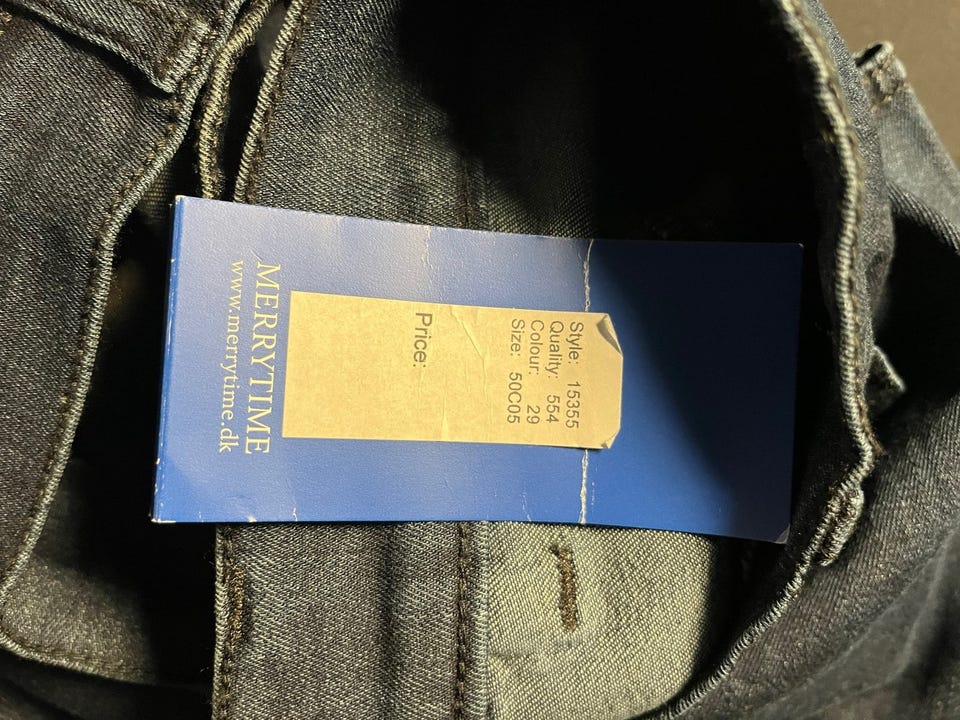 Style: 15355
Quality: 554
Colour: 29
Size: 50C05
Price:
MERRYTIME
www.merrytime.dk